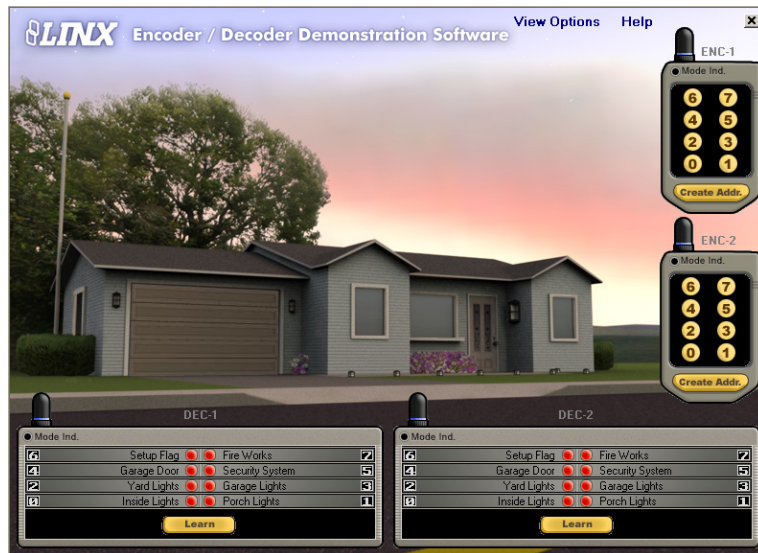 LINX Encoder / Decoder Demonstration Software
View Options Help X
ENC-1
Mode Ind.
6 7
4 5
2 3
0 1
Create Addr.
ENC-2
Mode Ind.
6 7
4 5
2 3
0 1
Create Addr.
DEC-1
Mode Ind.
6 Setup Flag Fire Works 7
4 Garage Door Security System 5
2 Yard Lights Garage Lights 3
0 Inside Lights Porch Lights 1
Learn
DEC-2
Mode Ind.
6 Setup Flag Fire Works 7
4 Garage Door Security System 5
2 Yard Lights Garage Lights 3
0 Inside Lights Porch Lights 1
Learn